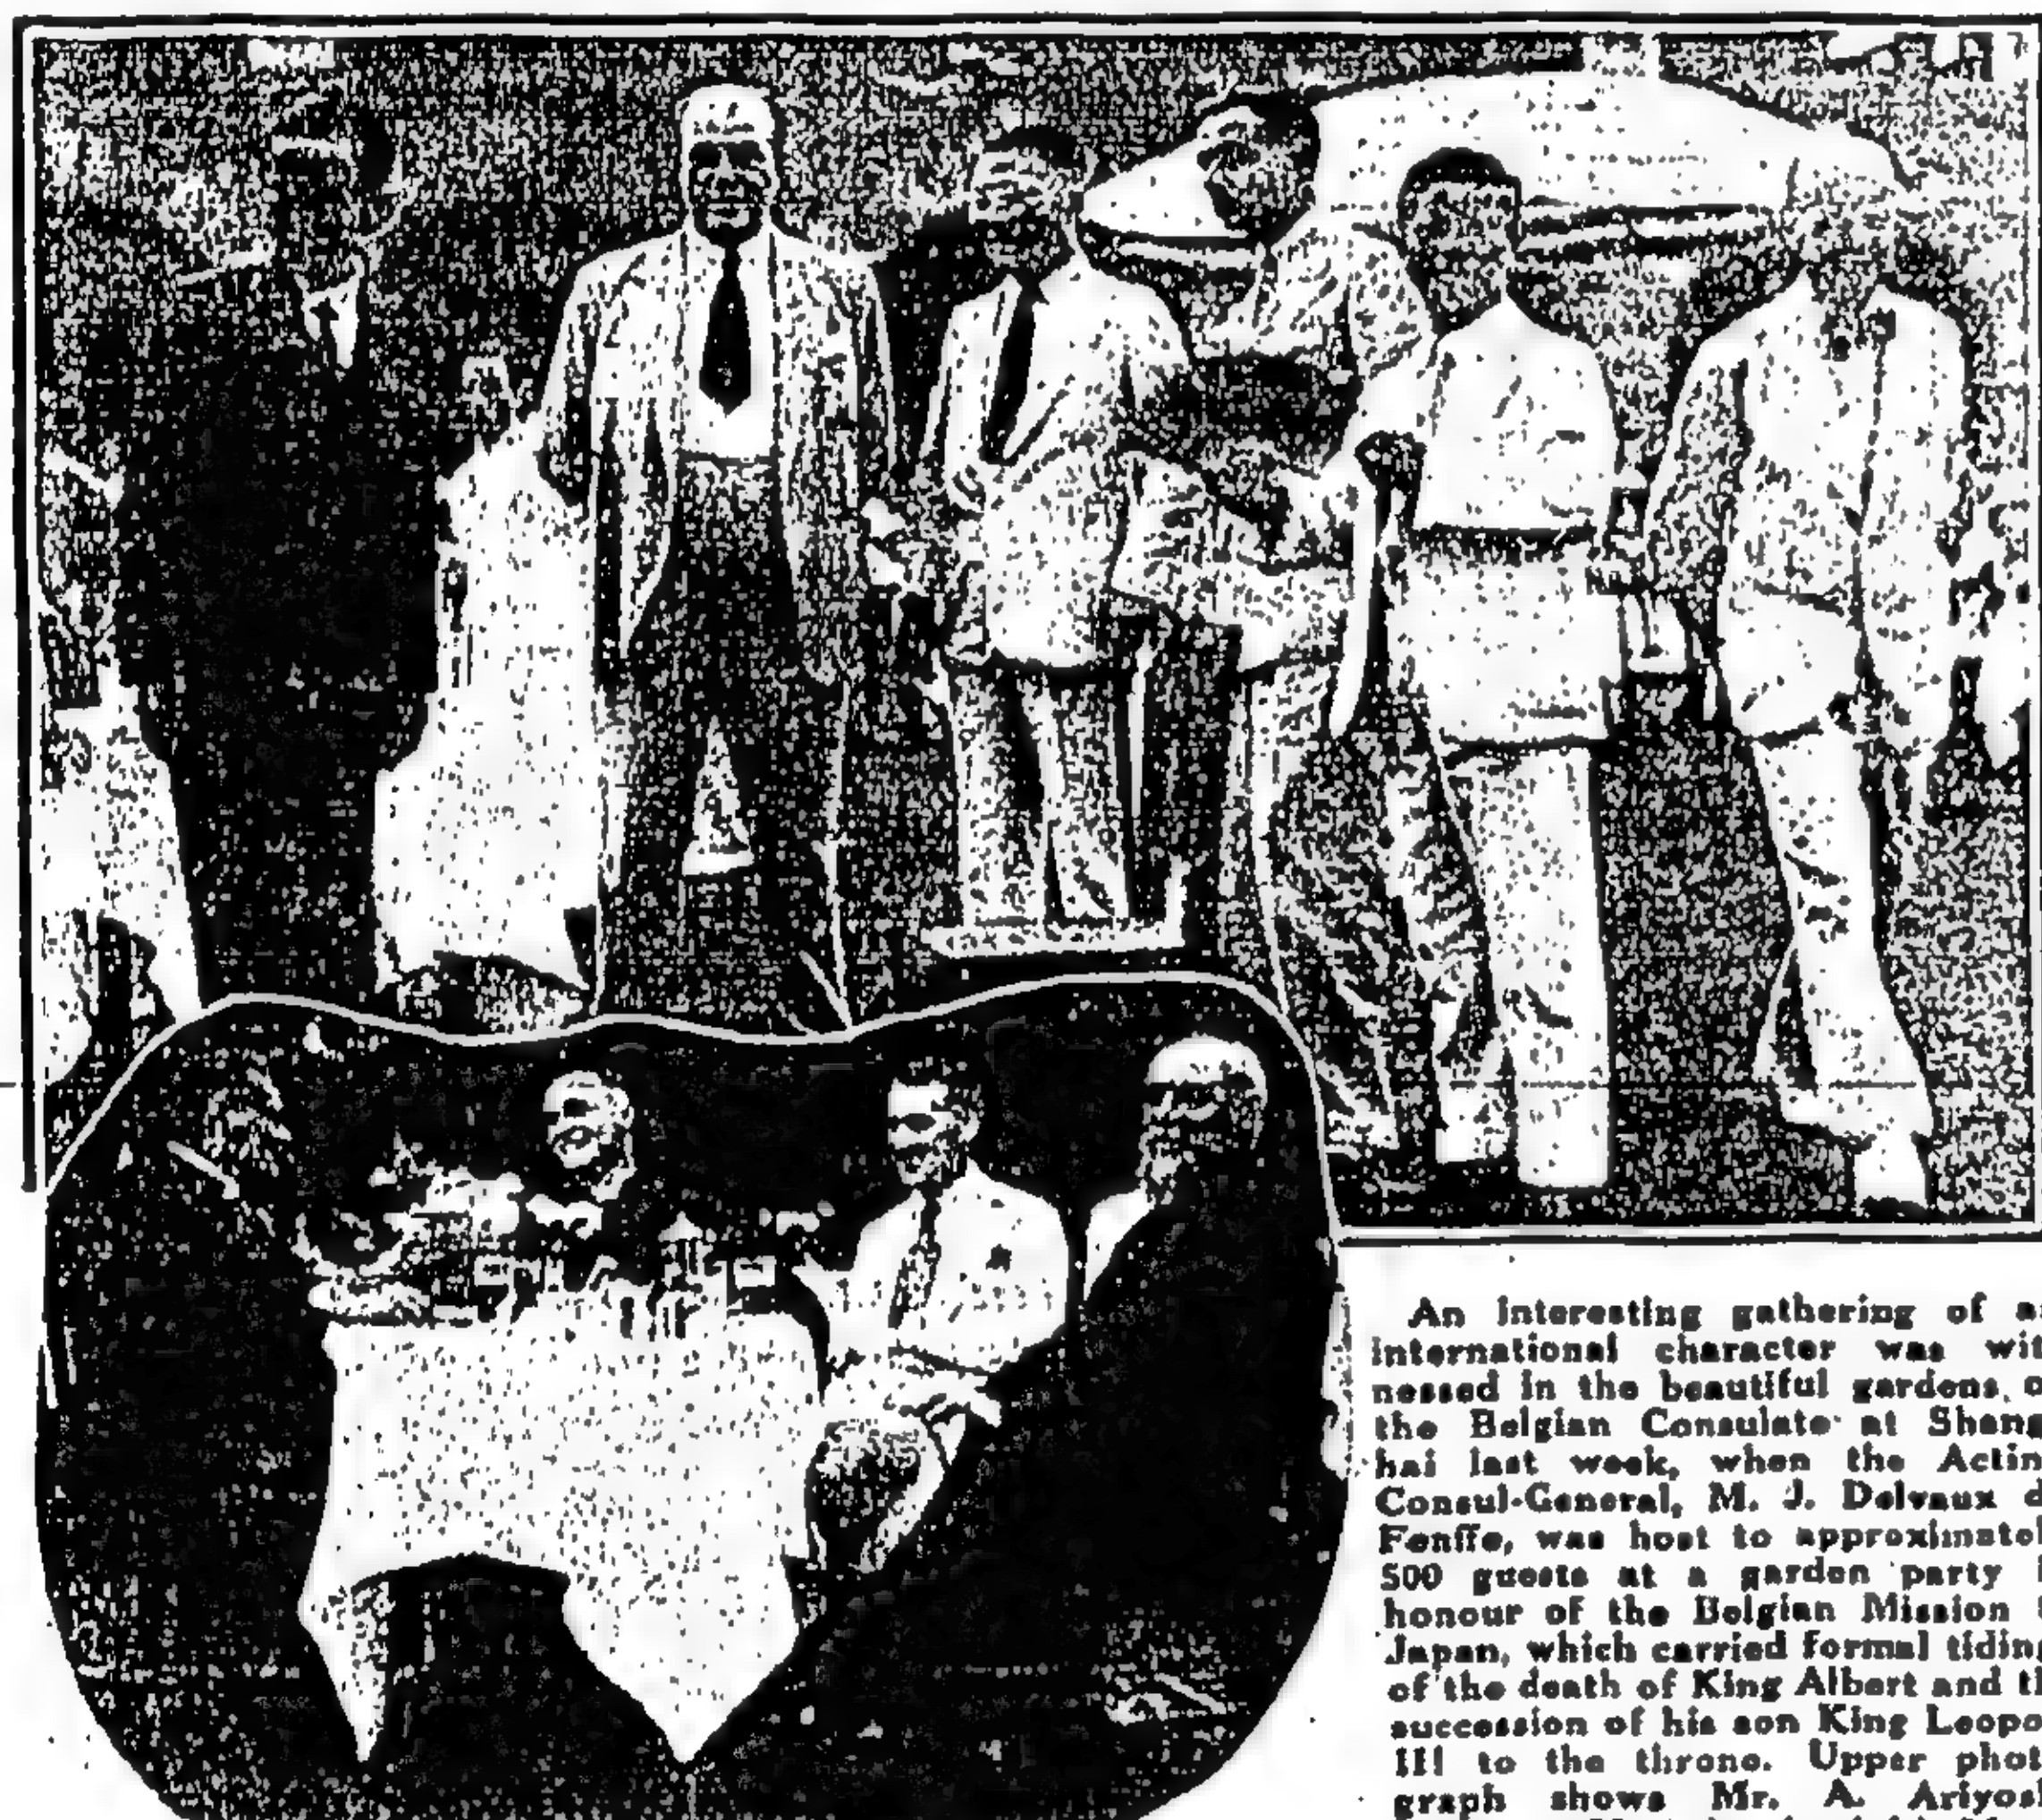 An interesting gathering of a
international character was wit
nessed in the beautiful gardens, o
the Belgian Consulate at Shang
hai last week, when the Actin
Consul-General, M. J. Delvaux d
Fenffe, was host to approximatel
500 guests at a garden party i
honour of the Belgian Mission t
Japan, which carried formal tiding
of the death of King Albert and th
succession of his son King Leopo
III to the throne. Upper phot
graph shows Mr. A. Ariyosh